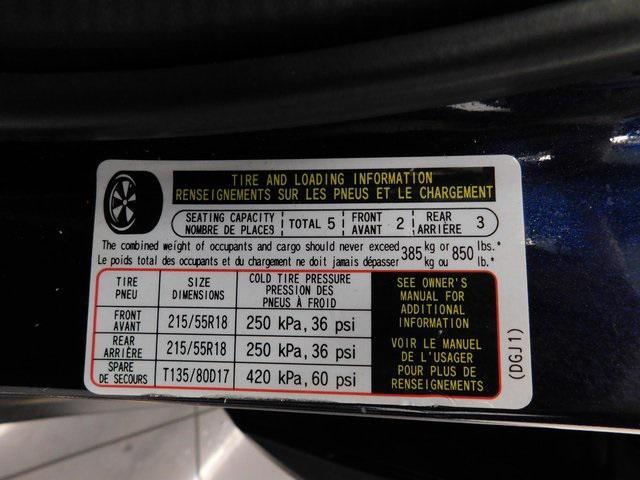 TIRE AND LOADING INFORMATION
RENSEIGNEMENTS SUR LES PNEUS ET LE CHARGEMENT
SEATING CAPACITY
NOMBRE DE PLACES
TOTAL 5
FRONT
AVANT 2
REAR
ARRIÈRE 3
The combined weight of occupants and cargo should never exceed 385 kg or 850 lbs.*
Le poids total des occupants et du chargement ne doit jamais dépasser kg ou lb.*
TIRE
PNEU
SIZE
DIMENSIONS
COLD TIRE PRESSURE
PRESSION DES
PNEUS À FROID
FRONT
AVANT
215/55R18
250 kPa, 36 psi
REAR
ARRIÈRE
215/55R18
250 kPa, 36 psi
SPARE
DE SECOURS
T135/80D17
420 kPa, 60 psi
SEE OWNER'S
MANUAL FOR
ADDITIONAL
INFORMATION
VOIR LE MANUEL
DE L'USAGER
POUR PLUS DE
RENSEIGNEMENTS
(DGJ1)